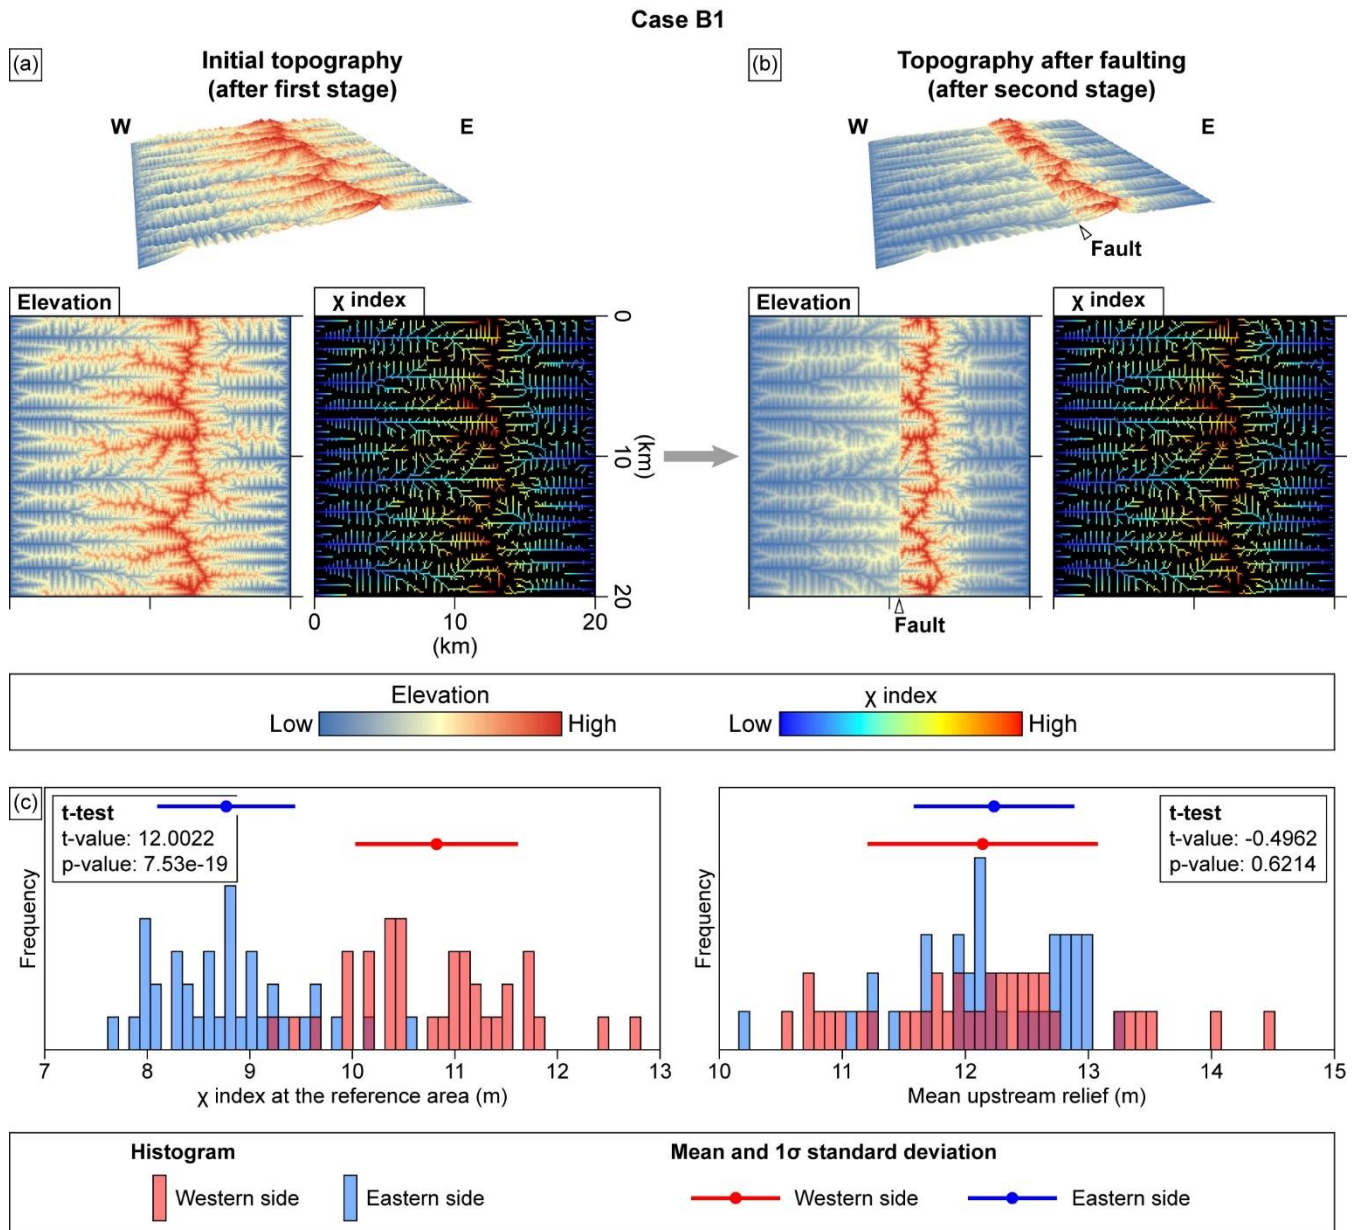 Case B1
(a)
Initial topography
(after first stage)
W
E
Elevation
χ index
0
10
20
(km)
0
10
20
(km)
(b)
Topography after faulting
(after second stage)
W
E
Fault
Elevation
χ index
Fault
Elevation
Low
High
χ index
Low
High
(c)
t-test
t-value: 12.0022
p-value: 7.53e-19
Frequency
7
8
9
10
11
12
13
χ index at the reference area (m)
t-test
t-value: -0.4962
p-value: 0.6214
Frequency
10
11
12
13
14
15
Mean upstream relief (m)
Histogram
Western side
Eastern side
Mean and 1σ standard deviation
Western side
Eastern side